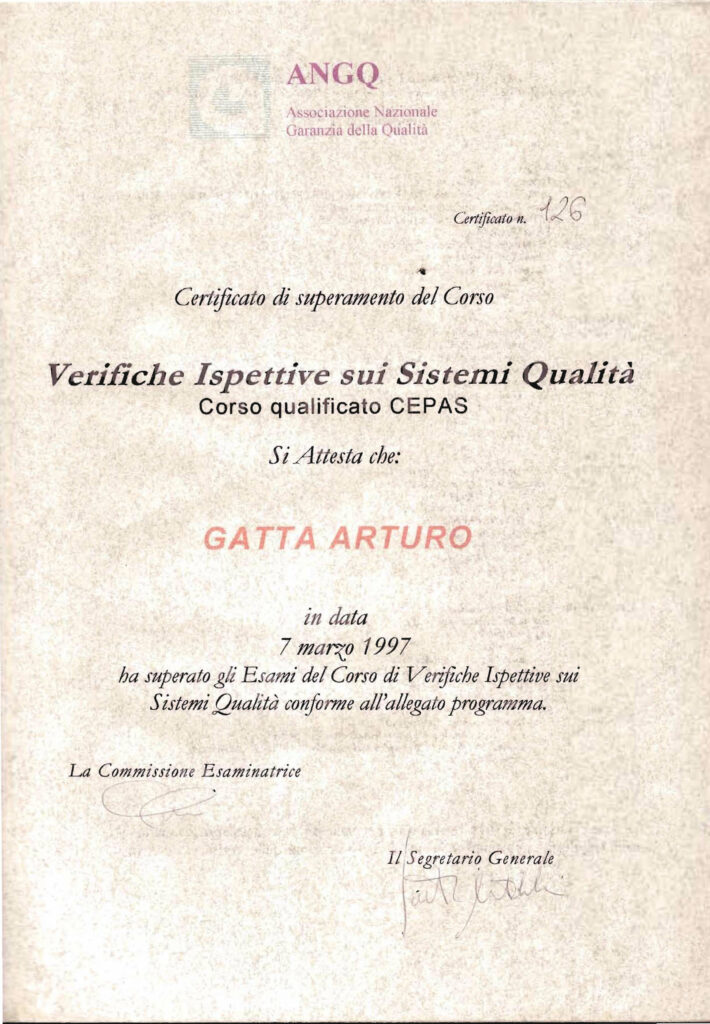 ANGQ
Associazione Nazionale
Garanzia della Qualità
Certificato n. 126
Certificato di superamento del Corso
Verifiche Ispettive sui Sistemi Qualità
Corso qualificato CEPAS
Si Attesta che:
GATTA ARTURO
in data
7 marzo 1997
ha superato gli Esami del Corso di Verifiche Ispettive sui
Sistemi Qualità conforme all'allegato programma.
La Commissione Esaminatrice
Il Segretario Generale